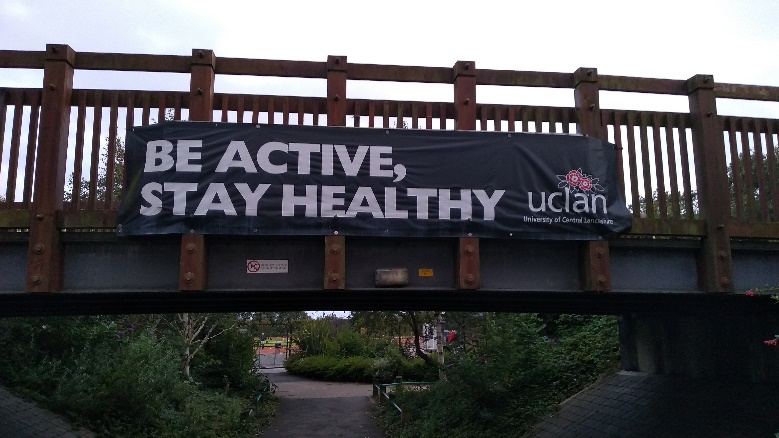 BE ACTIVE,
STAY HEALTHY
uclan
University of Central Lancashire